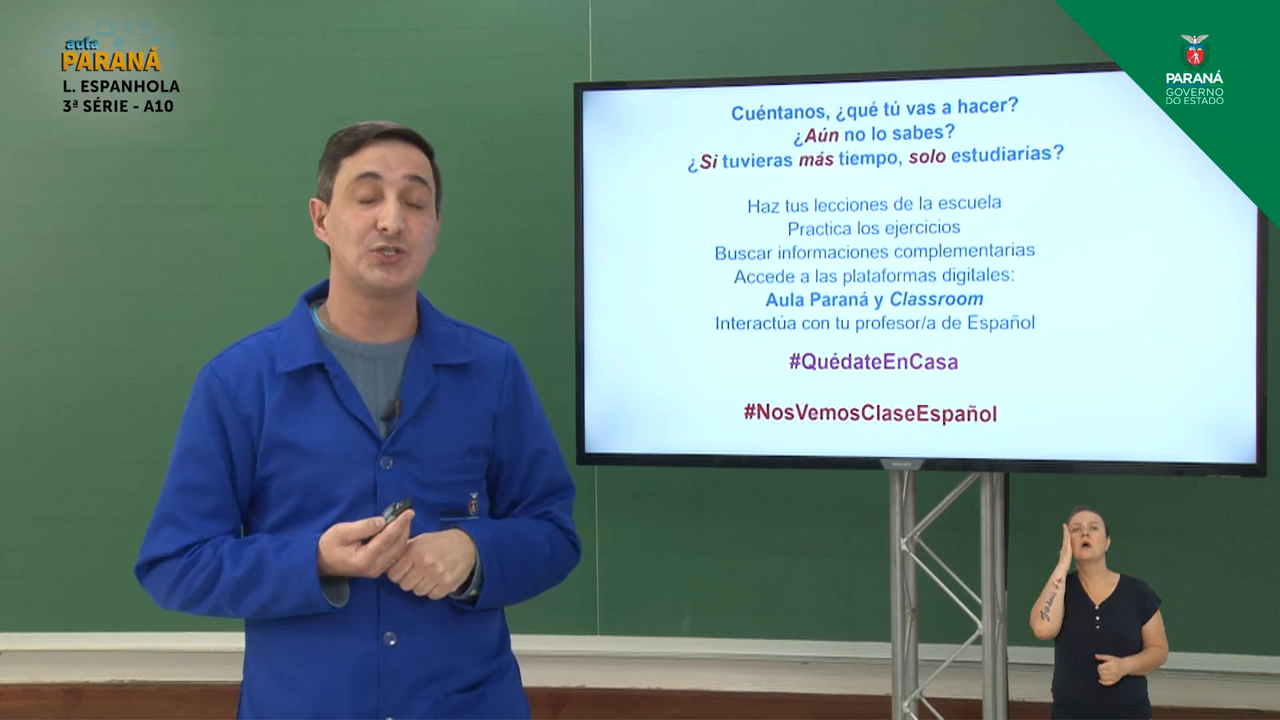 aula
PARANÁ
L. ESPANHOLA
3ª SÉRIE - A10
PARANÁ
GOVERNO
DO ESTADO
Cuéntanos, ¿qué tú vas a hacer?
¿Aún no lo sabes?
¿Si tuvieras más tiempo, solo estudiarías?
Haz tus lecciones de la escuela
Practica los ejercicios
Buscar informaciones complementarias
Accede a las plataformas digitales:
Aula Paraná y Classroom
Interactúa con tu profesor/a de Español
#QuédateEnCasa
#NosVemosClaseEspañol
PHILIPS